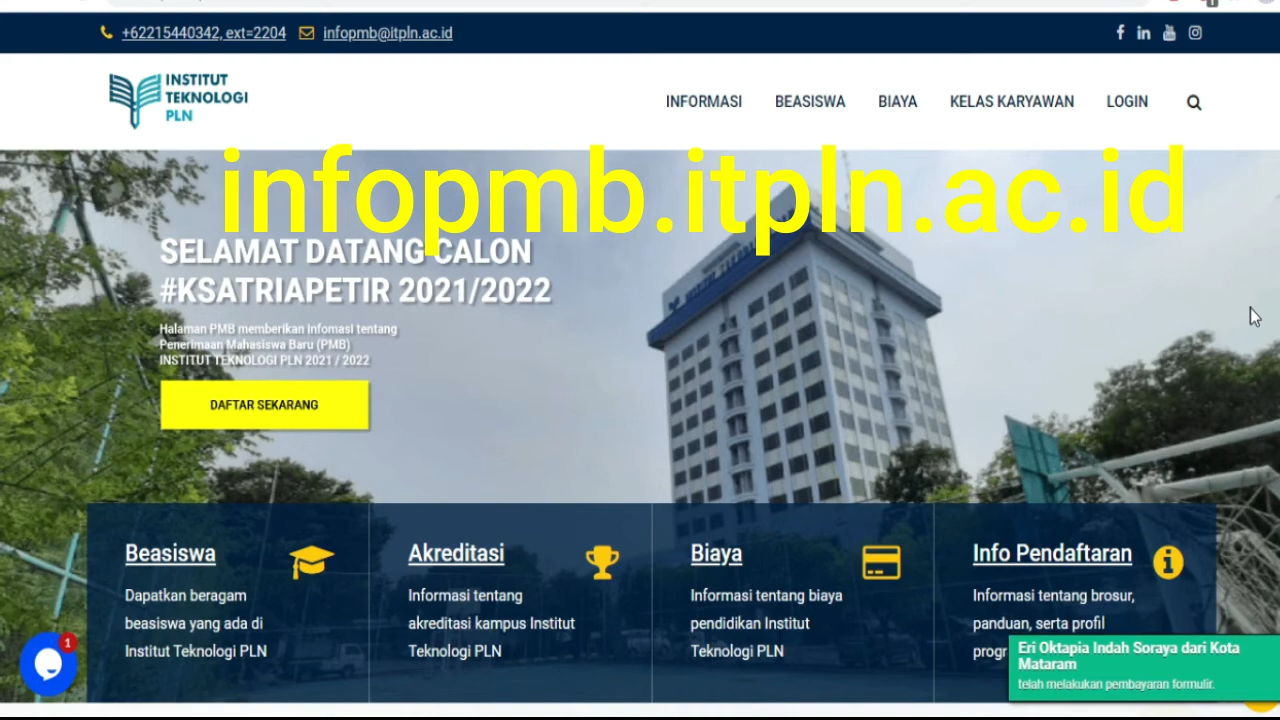 +62215440342, ext=2204
infopmb@itpln.ac.id
INSTITUT
TEKNOLOGI
PLN
INFORMASI
BEASISWA
BIAYA
KELAS KARYAWAN
LOGIN
infopmb.itpln.ac.id
SELAMAT DATANG CALON
#KSATRIAPETIR 2021/2022
Halaman PMB memberikan infomasi tentang
Penerimaan Mahasiswa Baru (PMB)
INSTITUT TEKNOLOGI PLN 2021 / 2022
DAFTAR SEKARANG
Beasiswa
Dapatkan beragam
beasiswa yang ada di
Institut Teknologi PLN
Akreditasi
Informasi tentang
akreditasi kampus Institut
Teknologi PLN
Biaya
Informasi tentang biaya
pendidikan Institut
Teknologi PLN
Info Pendaftaran
Informasi tentang brosur,
panduan, serta profil
progr
Eri Oktapia Indah Soraya dari Kota
Mataram
telah melakukan pembayaran formulir.
1